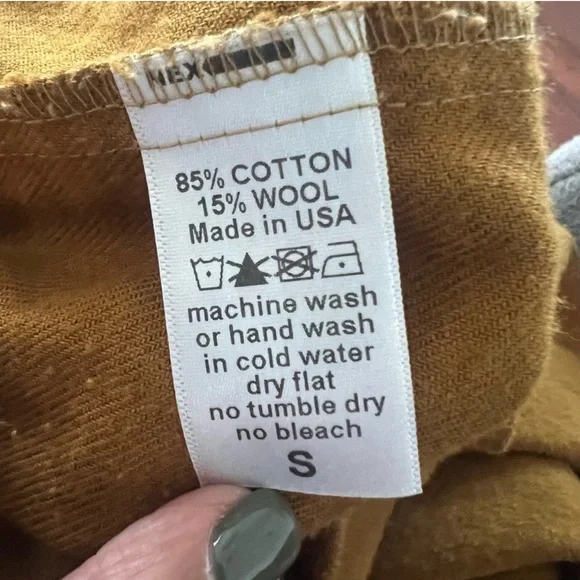 85% COTTON
15% WOOL
Made in USA
machine wash
or hand wash
in cold water
dry flat
no tumble dry
no bleach
S